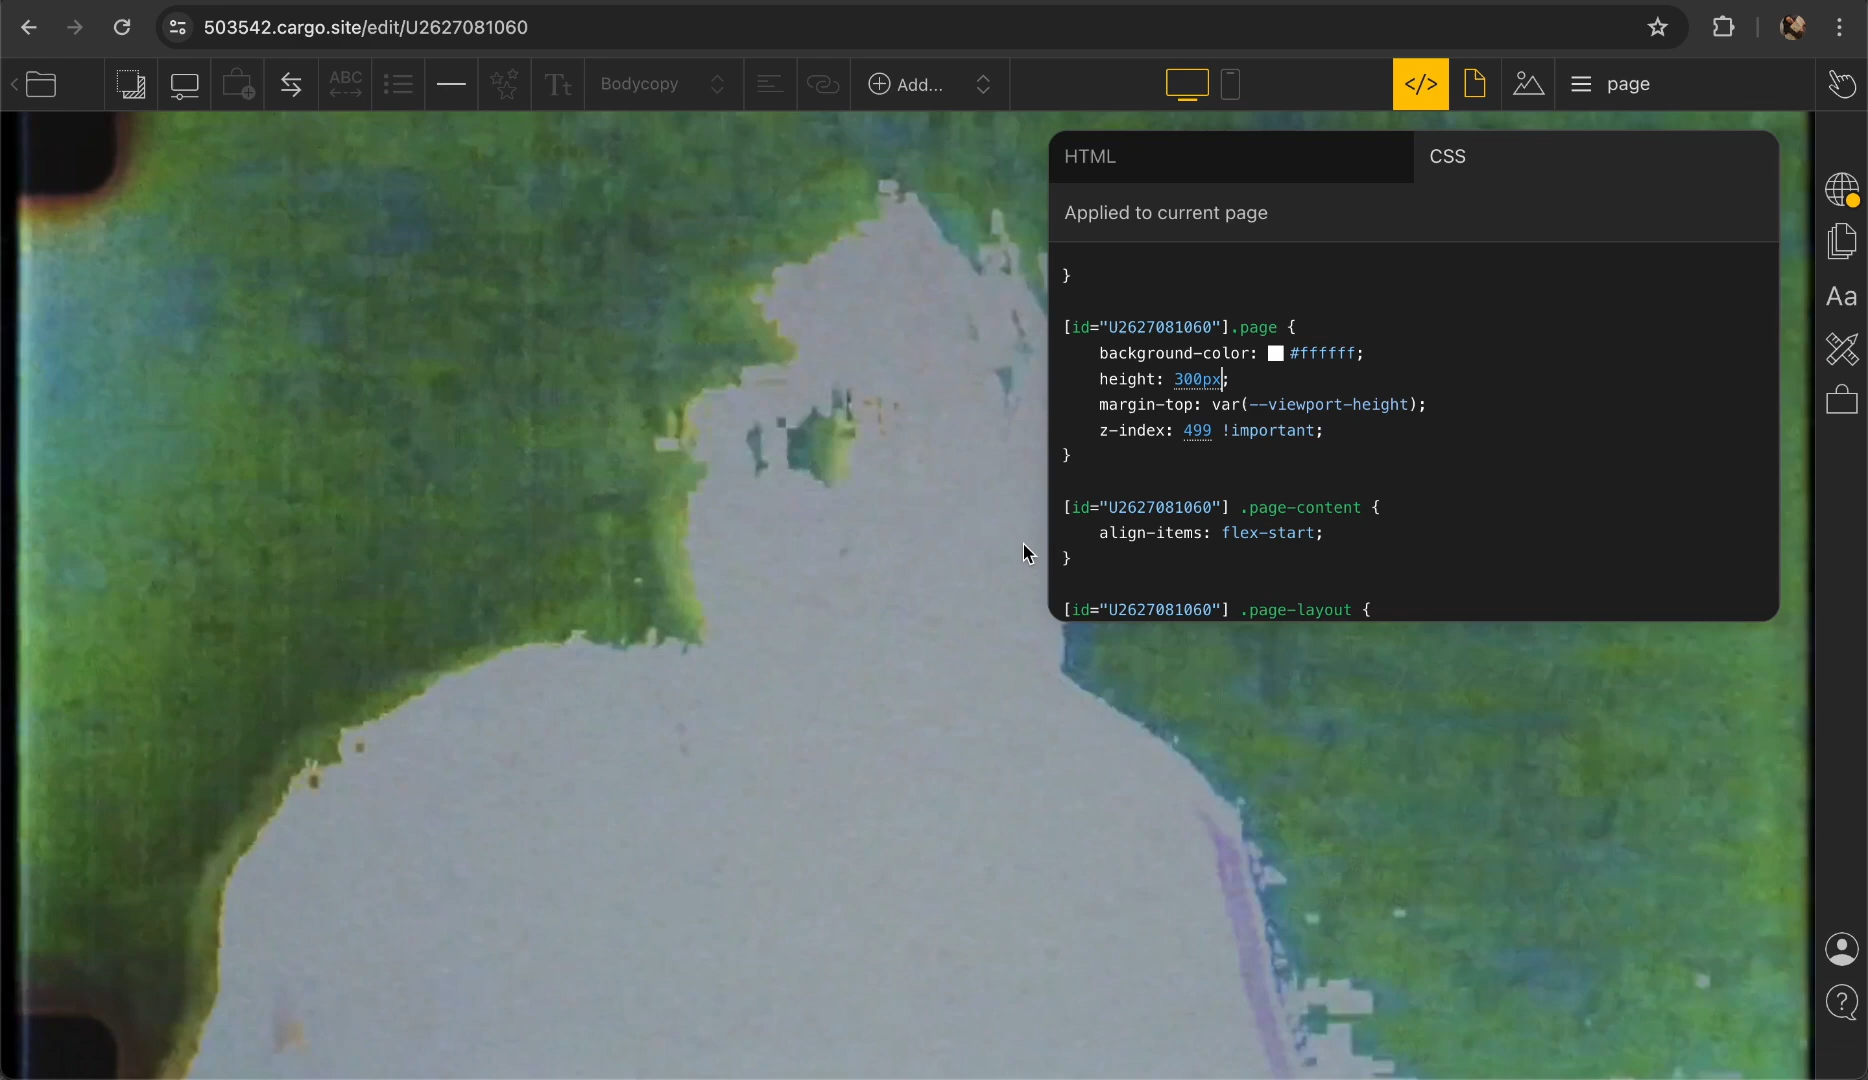 503542.cargo.site/edit/U2627081060
ABC
Tt
Bodycopy
Add...
</>
page
HTML
CSS
Applied to current page
}
[id="U2627081060"].page {
background-color: #ffffff;
height: 300px;
margin-top: var(--viewport-height);
z-index: 499 !important;
}
[id="U2627081060"] .page-content {
align-items: flex-start;
}
[id="U2627081060"] .page-layout {
Aa
?